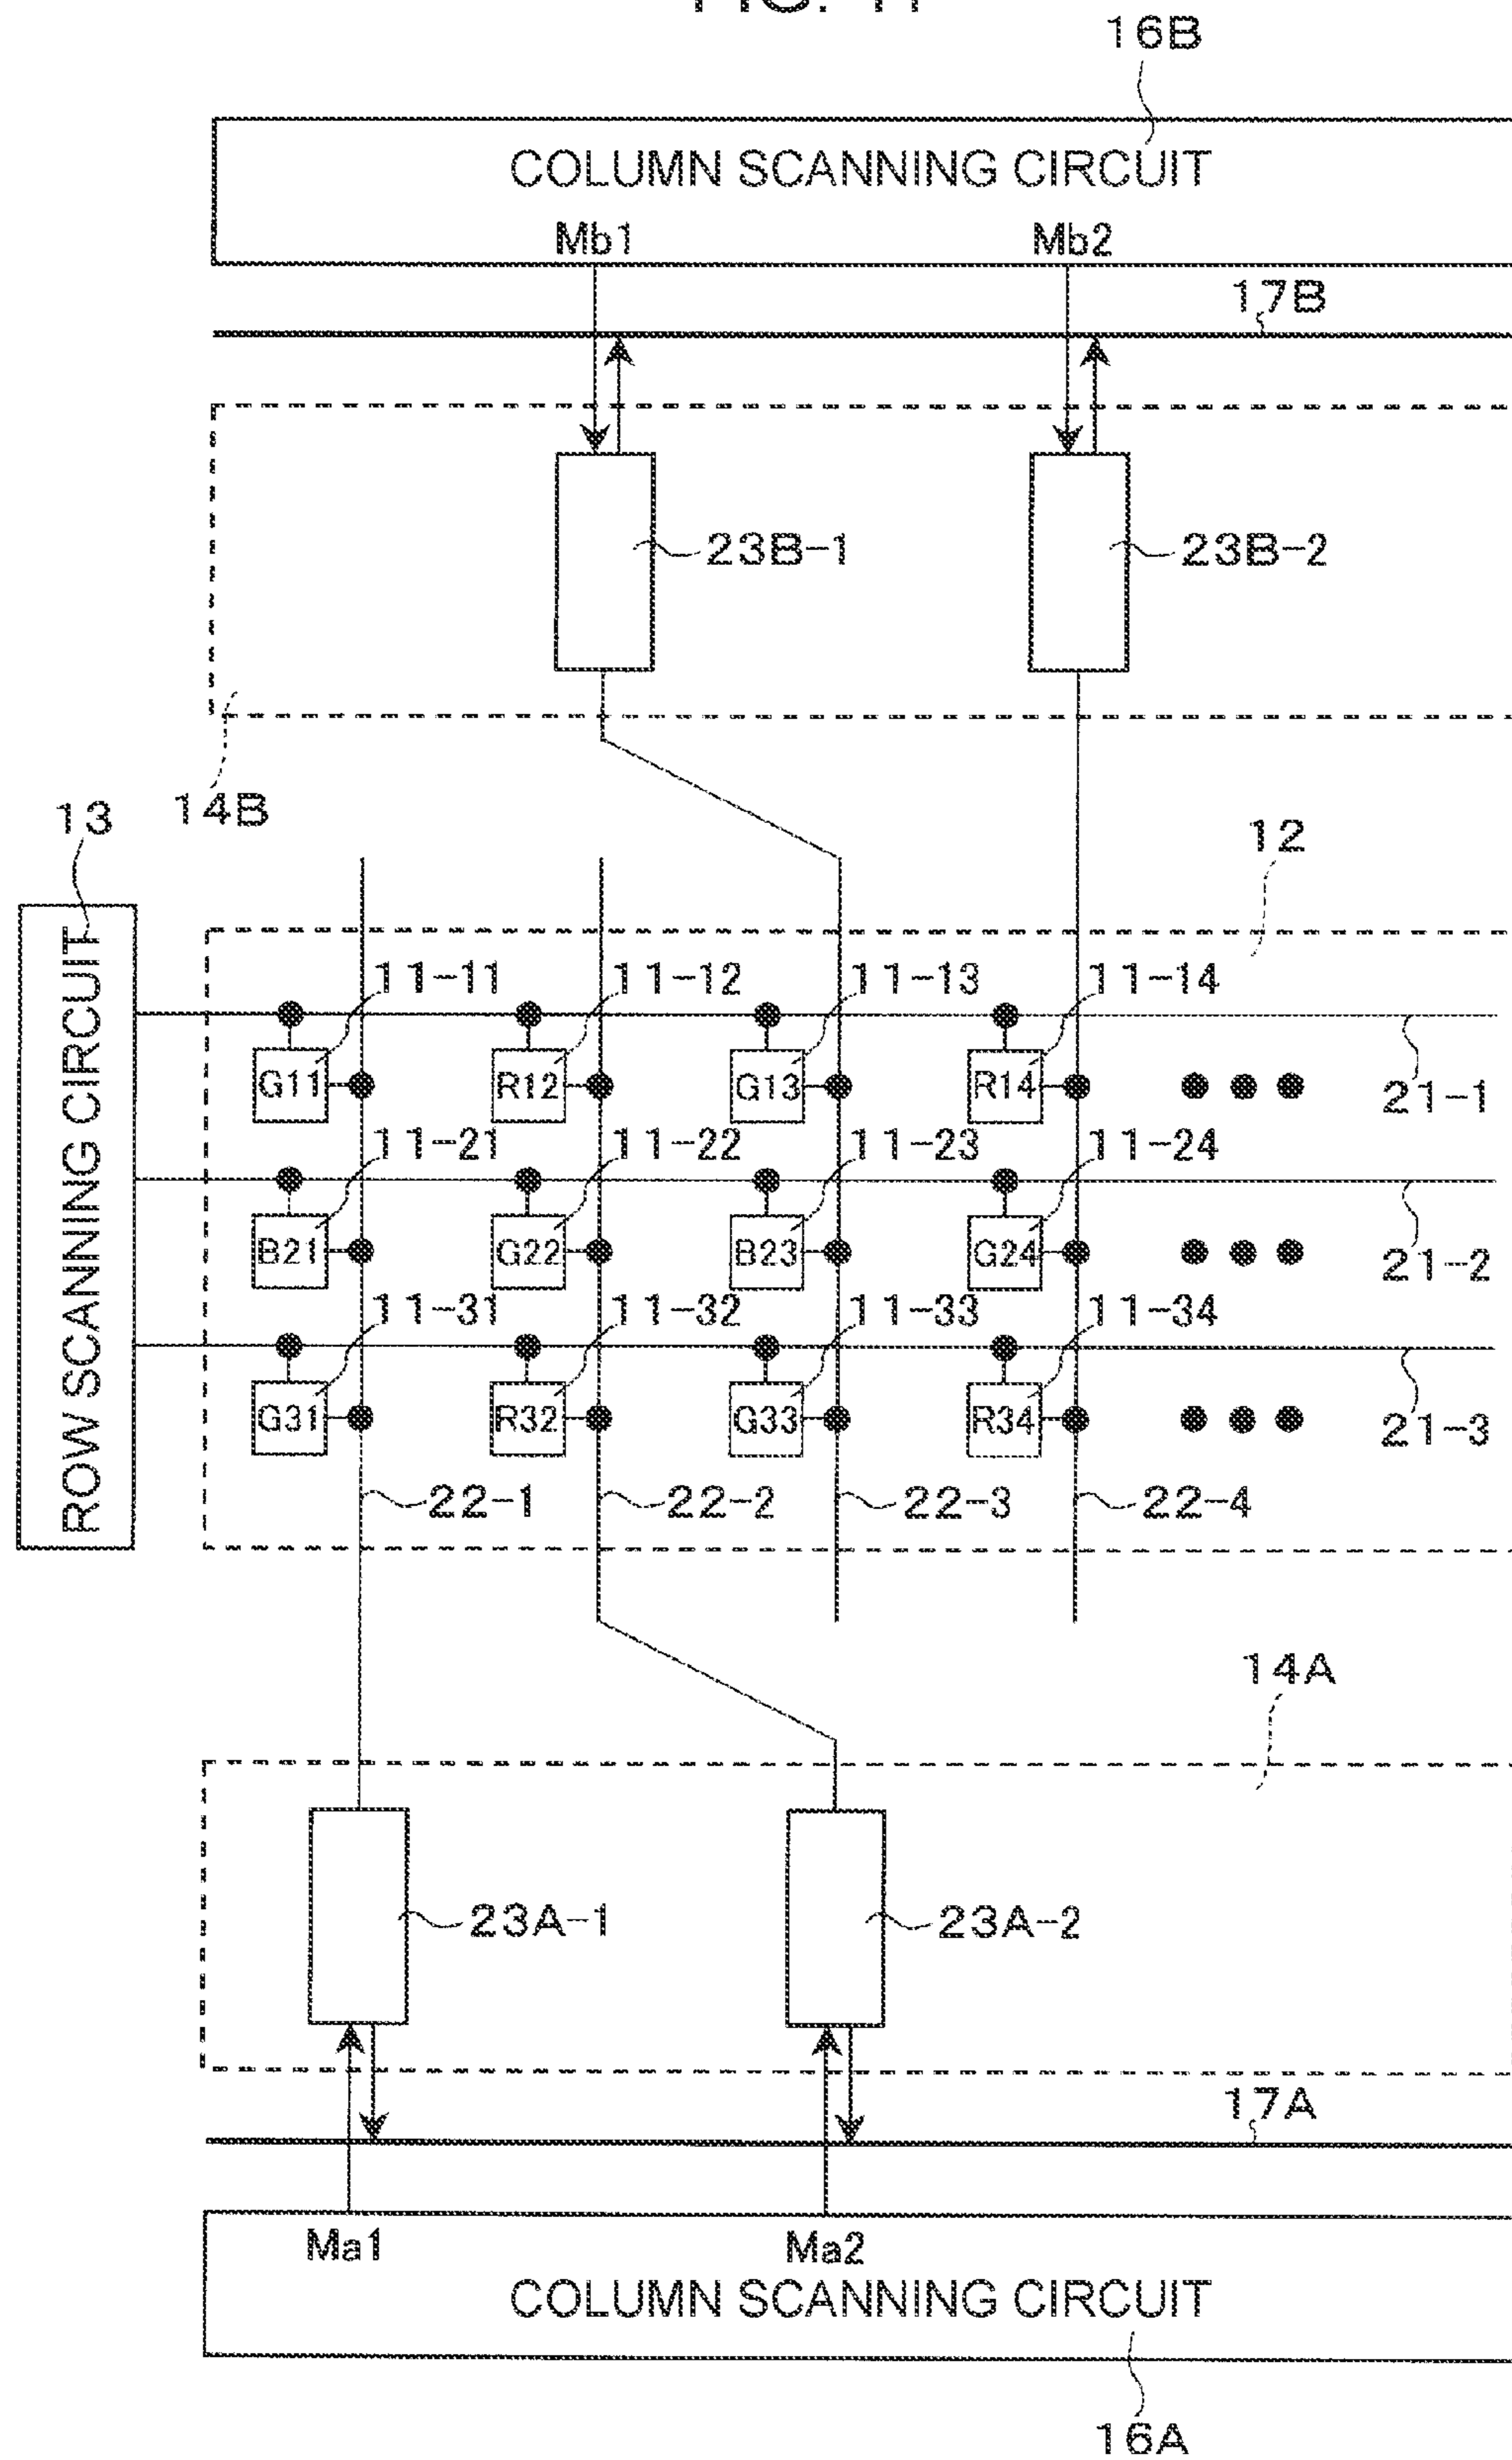 16B
COLUMN SCANNING CIRCUIT
Mb1 Mb2
17B
23B-1 23B-2
14B
13
12
ROW SCANNING CIRCUIT
11-11 11-12 11-13 11-14
G11 R12 G13 R14
21-1
11-21 11-22 11-23 11-24
B21 G22 B23 G24
21-2
11-31 11-32 11-33 11-34
G31 R32 G33 R34
21-3
22-1 22-2 22-3 22-4
14A
23A-1 23A-2
17A
Ma1 Ma2
COLUMN SCANNING CIRCUIT
16A